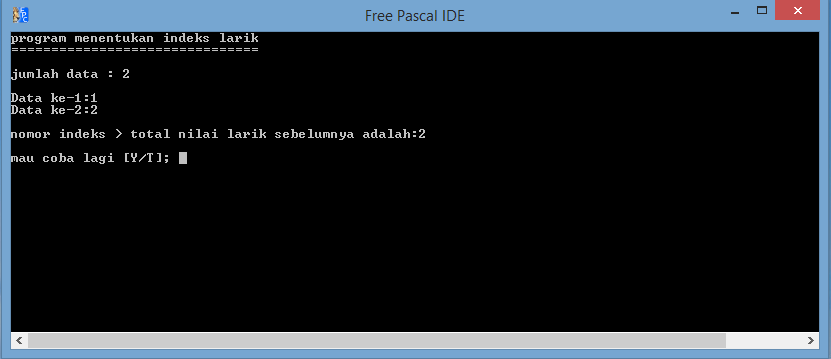 Free Pascal IDE
program menentukan indeks larik
===============================
jumlah data : 2
Data ke-1:1
Data ke-2:2
nomor indeks > total nilai larik sebelumnya adalah:2
mau coba lagi [Y/T];